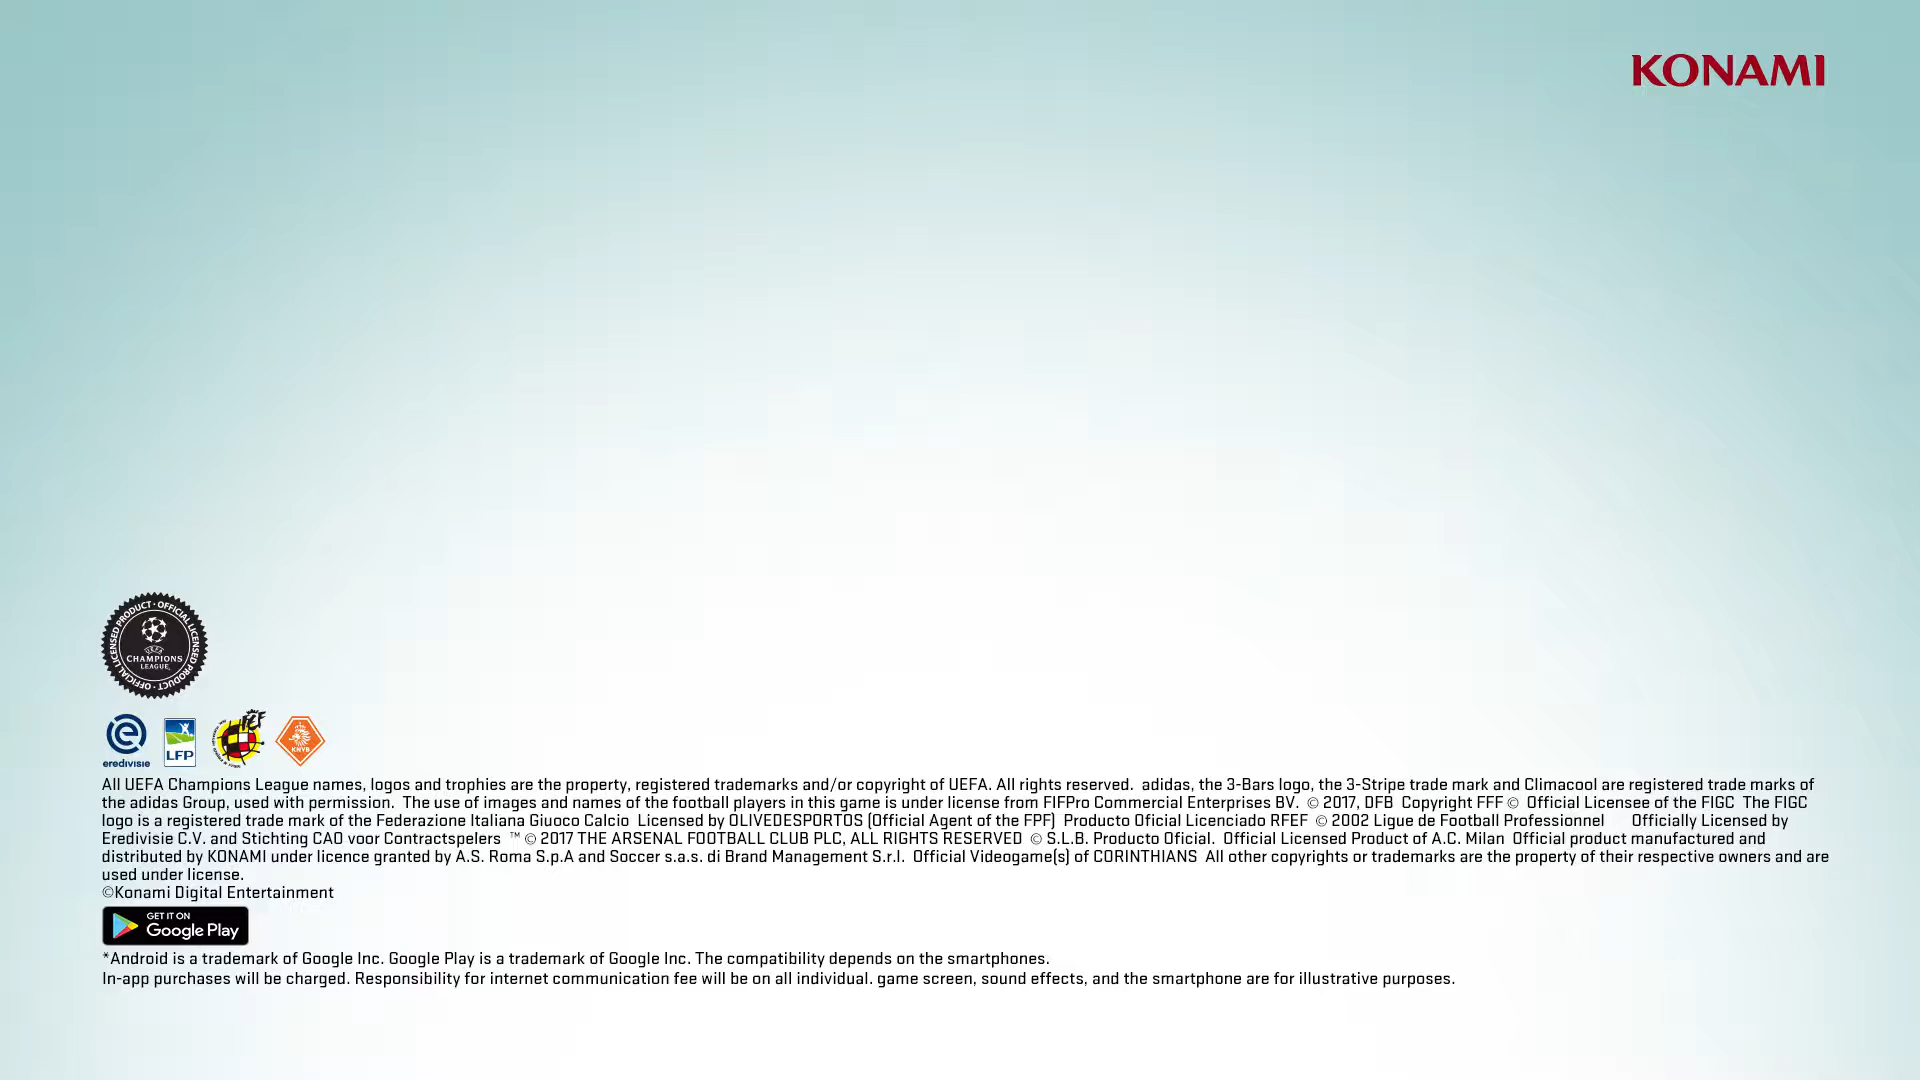 KONAMI
OFFICIAL LICENSED PRODUCT · OFFICIAL LICENSED PRODUCT ·
UEFA
CHAMPIONS
LEAGUE
eredivisie LFP KNVB
All UEFA Champions League names, logos and trophies are the property, registered trademarks and/or copyright of UEFA. All rights reserved. adidas, the 3-Bars logo, the 3-Stripe trade mark and Climacool are registered trade marks of
the adidas Group, used with permission. The use of images and names of the football players in this game is under license from FIFPro Commercial Enterprises BV. © 2017, DFB Copyright FFF © Official Licensee of the FIGC The FIGC
logo is a registered trade mark of the Federazione Italiana Giuoco Calcio Licensed by OLIVEDESPORTOS (Official Agent of the FPF) Producto Oficial Licenciado RFEF © 2002 Ligue de Football Professionnel Officially Licensed by
Eredivisie C.V. and Stichting CAO voor Contractspelers ™ © 2017 THE ARSENAL FOOTBALL CLUB PLC, ALL RIGHTS RESERVED © S.L.B. Producto Oficial. Official Licensed Product of A.C. Milan Official product manufactured and
distributed by KONAMI under licence granted by A.S. Roma S.p.A and Soccer s.a.s. di Brand Management S.r.l. Official Videogame(s) of CORINTHIANS All other copyrights or trademarks are the property of their respective owners and are
used under license.
©Konami Digital Entertainment
GET IT ON
Google Play
*Android is a trademark of Google Inc. Google Play is a trademark of Google Inc. The compatibility depends on the smartphones.
In-app purchases will be charged. Responsibility for internet communication fee will be on all individual. game screen, sound effects, and the smartphone are for illustrative purposes.